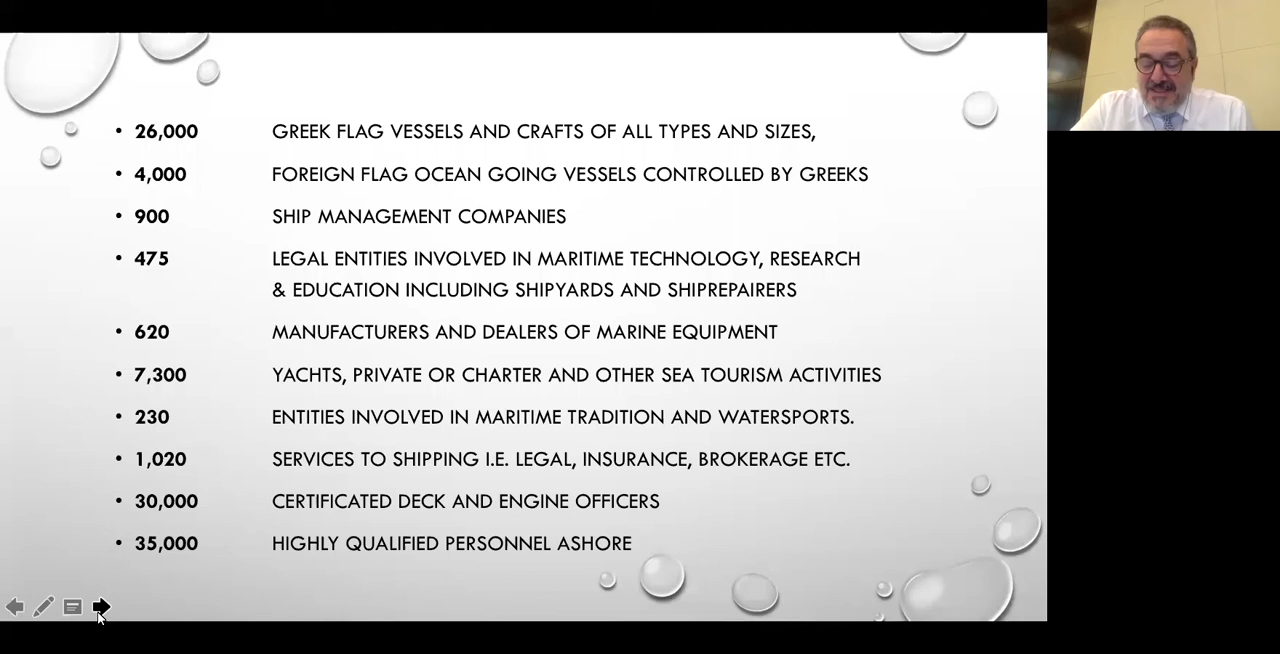 • 26,000 GREEK FLAG VESSELS AND CRAFTS OF ALL TYPES AND SIZES,
• 4,000 FOREIGN FLAG OCEAN GOING VESSELS CONTROLLED BY GREEKS
• 900 SHIP MANAGEMENT COMPANIES
• 475 LEGAL ENTITIES INVOLVED IN MARITIME TECHNOLOGY, RESEARCH
& EDUCATION INCLUDING SHIPYARDS AND SHIPREPAIRERS
• 620 MANUFACTURERS AND DEALERS OF MARINE EQUIPMENT
• 7,300 YACHTS, PRIVATE OR CHARTER AND OTHER SEA TOURISM ACTIVITIES
• 230 ENTITIES INVOLVED IN MARITIME TRADITION AND WATERSPORTS.
• 1,020 SERVICES TO SHIPPING I.E. LEGAL, INSURANCE, BROKERAGE ETC.
• 30,000 CERTIFICATED DECK AND ENGINE OFFICERS
• 35,000 HIGHLY QUALIFIED PERSONNEL ASHORE